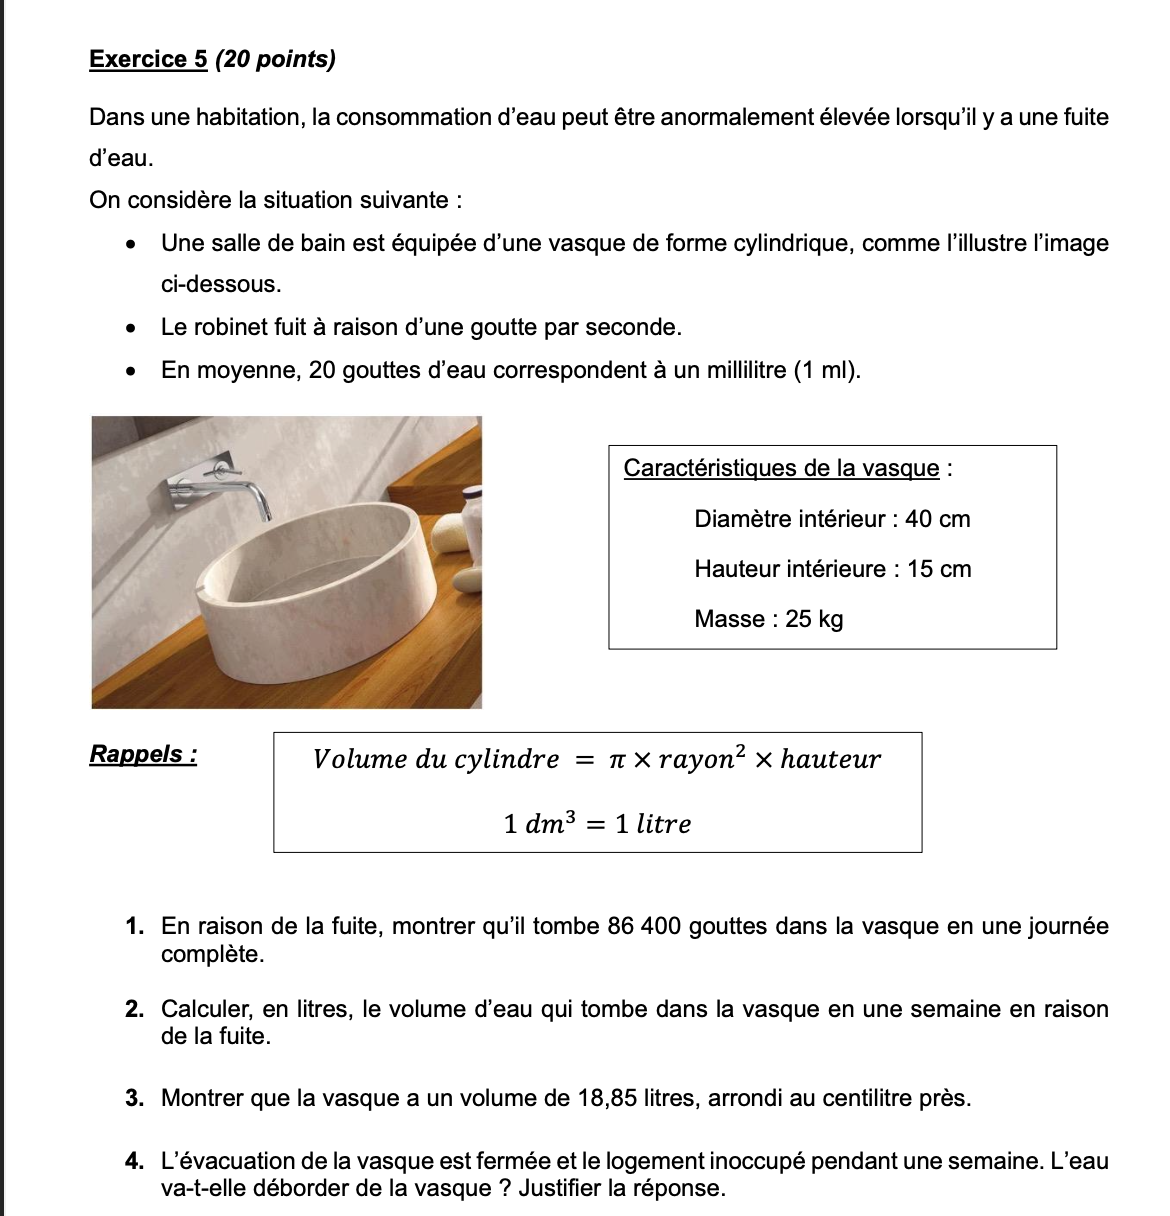 Exercice 5 (20 points)
Dans une habitation, la consommation d’eau peut être anormalement élevée lorsqu’il y a une fuite
d’eau.
On considère la situation suivante :
• Une salle de bain est équipée d’une vasque de forme cylindrique, comme l’illustre l’image
ci-dessous.
• Le robinet fuit à raison d’une goutte par seconde.
• En moyenne, 20 gouttes d’eau correspondent à un millilitre (1 ml).
Caractéristiques de la vasque :
Diamètre intérieur : 40 cm
Hauteur intérieure : 15 cm
Masse : 25 kg
Rappels :
Volume du cylindre = π × rayon² × hauteur
1 dm³ = 1 litre
1. En raison de la fuite, montrer qu’il tombe 86 400 gouttes dans la vasque en une journée
complète.
2. Calculer, en litres, le volume d’eau qui tombe dans la vasque en une semaine en raison
de la fuite.
3. Montrer que la vasque a un volume de 18,85 litres, arrondi au centilitre près.
4. L’évacuation de la vasque est fermée et le logement inoccupé pendant une semaine. L’eau
va-t-elle déborder de la vasque ? Justifier la réponse.